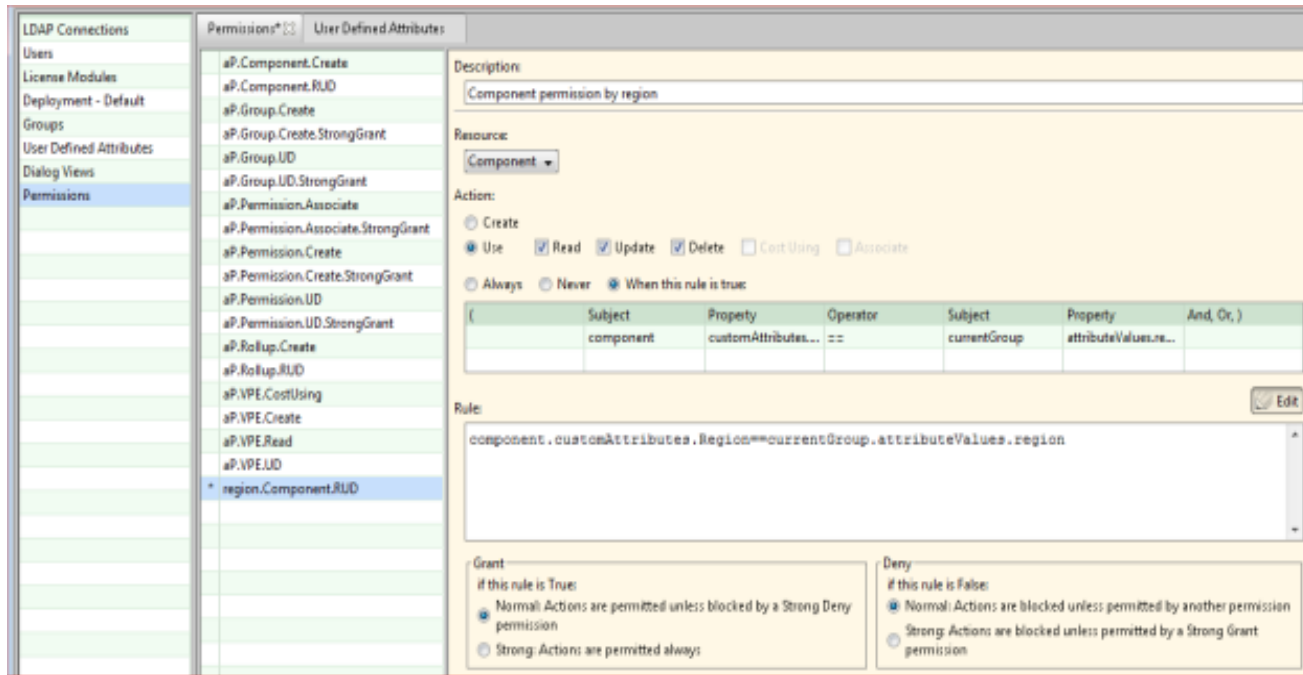 LDAP Connections
Users
License Modules
Deployment - Default
Groups
User Defined Attributes
Dialog Views
Permissions
Permissions* User Defined Attributes
aP.Component.Create
aP.Component.RUD
aP.Group.Create
aP.Group.Create.StrongGrant
aP.Group.UD
aP.Group.UD.StrongGrant
aP.Permission.Associate
aP.Permission.Associate.StrongGrant
aP.Permission.Create
aP.Permission.Create.StrongGrant
aP.Permission.UD
aP.Permission.UD.StrongGrant
aP.Rollup.Create
aP.Rollup.RUD
aP.VPE.CostUsing
aP.VPE.Create
aP.VPE.Read
aP.VPE.UD
* region.Component.RUD
Description:
Component permission by region
Resource:
Component
Action:
Create
Use Read Update Delete Cost Using Associate
Always Never When this rule is true:
( Subject Property Operator Subject Property And, Or, )
component customAttributes.... == currentGroup attributeValues.re...
Edit
Rule:
component.customAttributes.Region==currentGroup.attributeValues.region
Grant
if this rule is True:
Normal: Actions are permitted unless blocked by a Strong Deny
permission
Strong: Actions are permitted always
Deny
if this rule is False:
Normal: Actions are blocked unless permitted by another permission
Strong: Actions are blocked unless permitted by a Strong Grant
permission